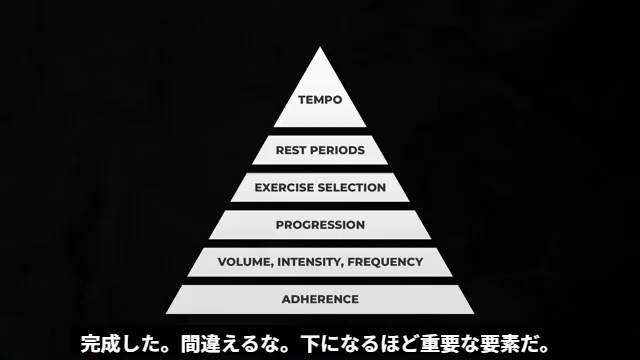 TEMPO
REST PERIODS
EXERCISE SELECTION
PROGRESSION
VOLUME, INTENSITY, FREQUENCY
ADHERENCE
完成した。間違えるな。下になるほど重要な要素だ。